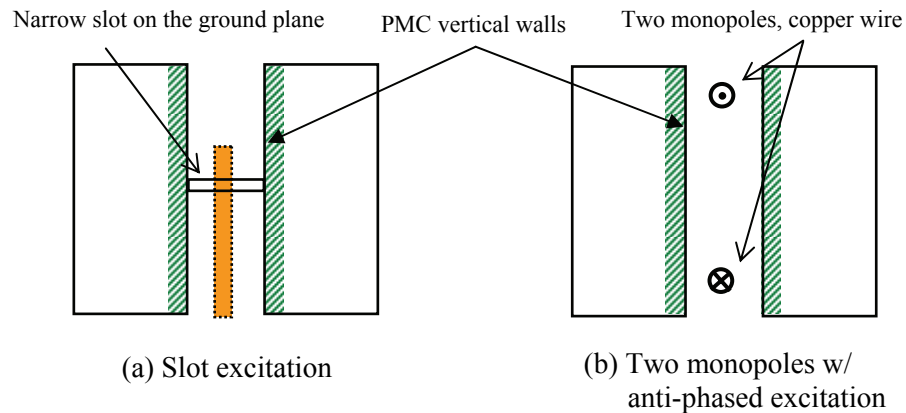 Narrow slot on the ground plane
PMC vertical walls
Two monopoles, copper wire
(a) Slot excitation
(b) Two monopoles w/
anti-phased excitation